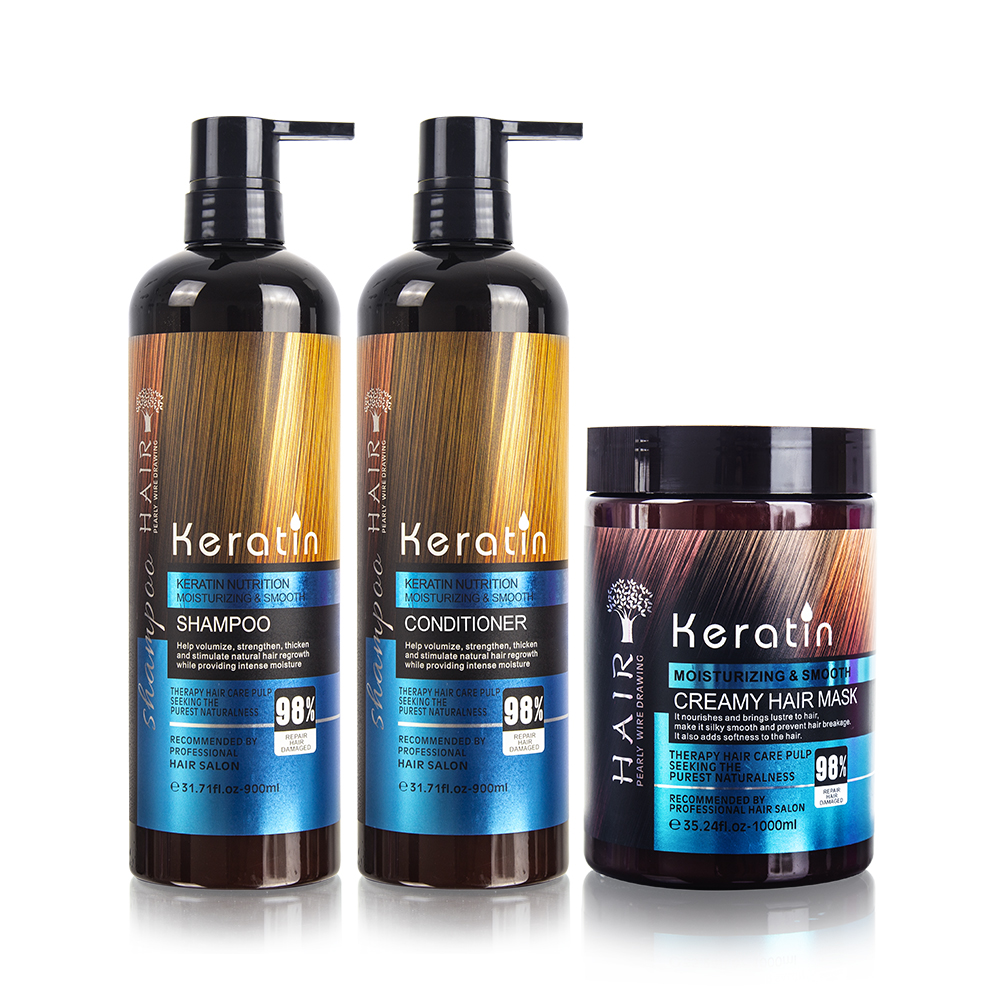 shampoo
HAIR
PEARLY WIRE DRAWING
Keratin
KERATIN NUTRITION
MOISTURIZING & SMOOTH
SHAMPOO
Help volumize, strengthen, thicken
and stimulate natural hair regrowth
while providing intense moisture
THERAPY HAIR CARE PULP
SEEKING THE
PUREST NATURALNESS
98%
REPAIR
HAIR
DAMAGED
RECOMMENDED BY
PROFESSIONAL
HAIR SALON
℮31.71fl.oz-900ml
shampoo
HAIR
PEARLY WIRE DRAWING
Keratin
KERATIN NUTRITION
MOISTURIZING & SMOOTH
CONDITIONER
Help volumize, strengthen, thicken
and stimulate natural hair regrowth
while providing intense moisture
THERAPY HAIR CARE PULP
SEEKING THE
PUREST NATURALNESS
98%
REPAIR
HAIR
DAMAGED
RECOMMENDED BY
PROFESSIONAL
HAIR SALON
℮31.71fl.oz-900ml
HAIR
PEARLY WIRE DRAWING
Keratin
MOISTURIZING & SMOOTH
CREAMY HAIR MASK
It nourishes and brings lustre to hair,
make it silky smooth and prevent hair breakage.
It also adds softness to the hair.
THERAPY HAIR CARE PULP
SEEKING THE
PUREST NATURALNESS
98%
REPAIR
HAIR
DAMAGED
RECOMMENDED BY
PROFESSIONAL HAIR SALON
℮35.24fl.oz-1000ml